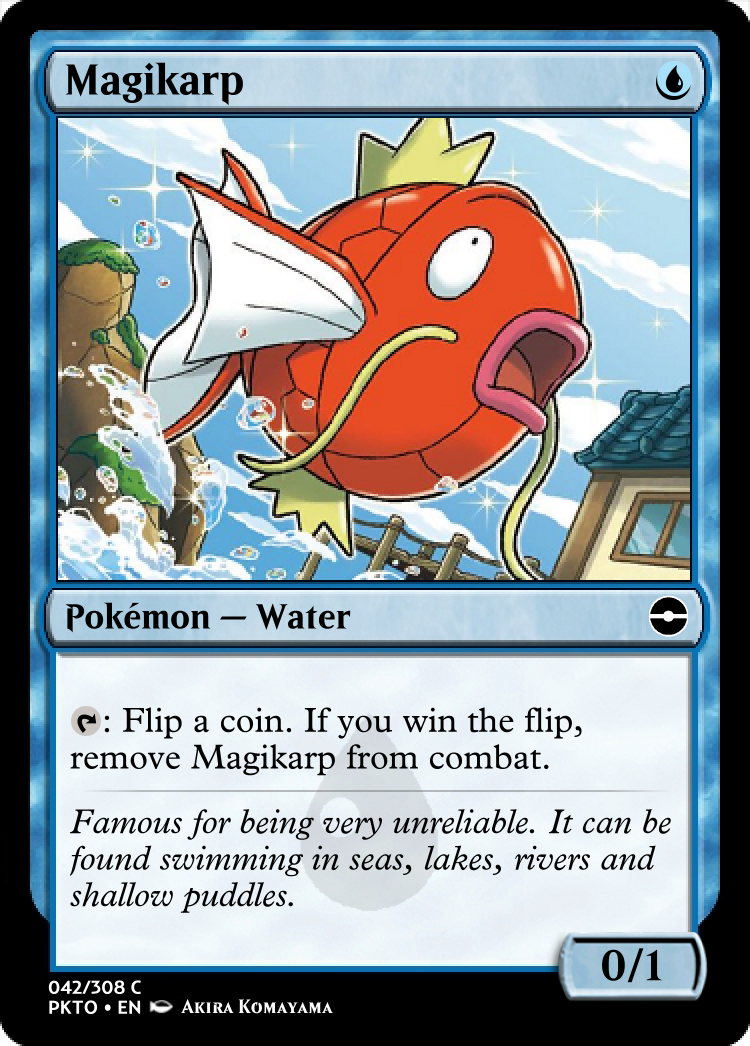 Magikarp
Pokémon — Water
: Flip a coin. If you win the flip,
remove Magikarp from combat.
Famous for being very unreliable. It can be
found swimming in seas, lakes, rivers and
shallow puddles.
0/1
042/308 C
PKTO • EN Akira Komayama